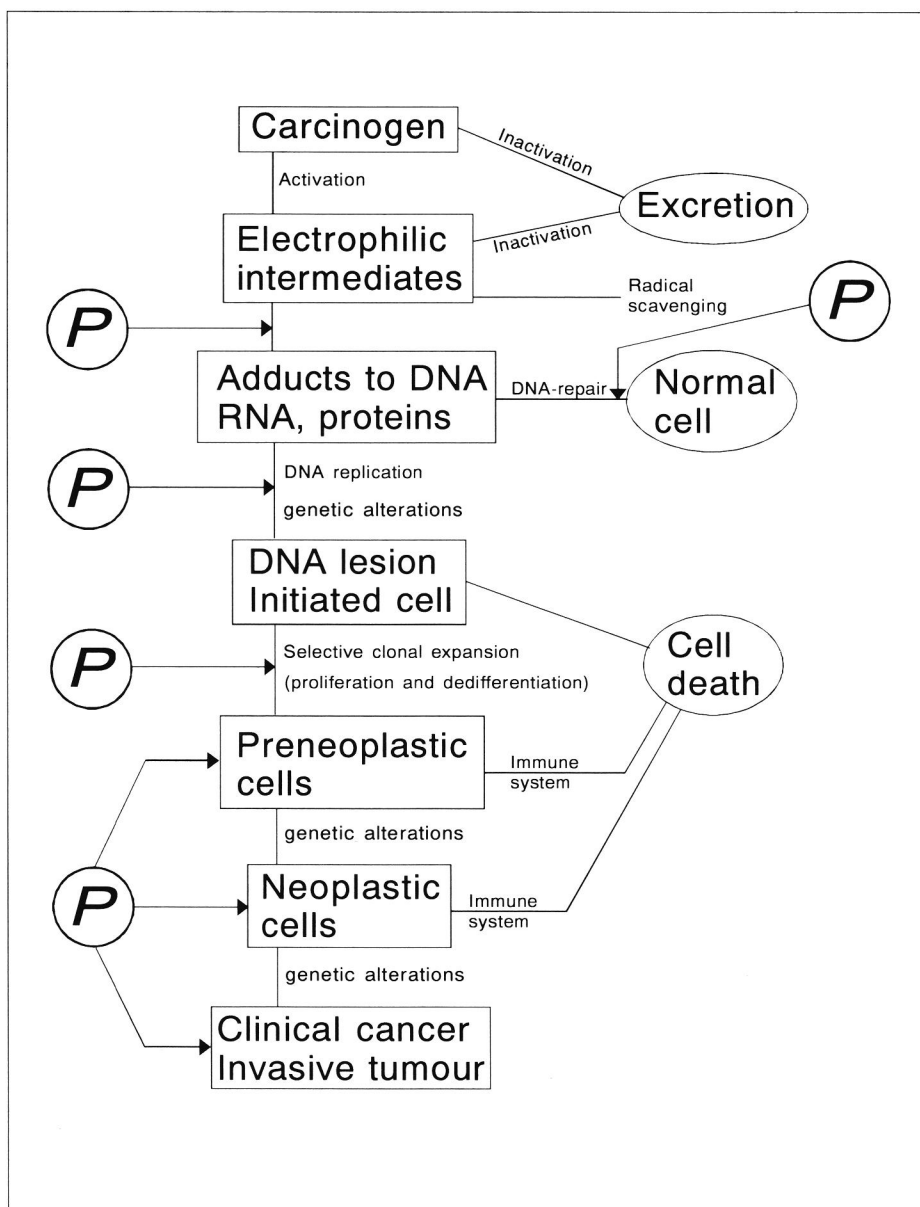 Carcinogen
Inactivation
Activation
Excretion
Electrophilic
intermediates
Inactivation
Radical
scavenging
P
P
Adducts to DNA
RNA, proteins
DNA-repair
Normal
cell
P
DNA replication
genetic alterations
DNA lesion
Initiated cell
P
Selective clonal expansion
(proliferation and dedifferentiation)
Cell
death
Preneoplastic
cells
Immune
system
genetic alterations
P
Neoplastic
cells
Immune
system
genetic alterations
Clinical cancer
Invasive tumour